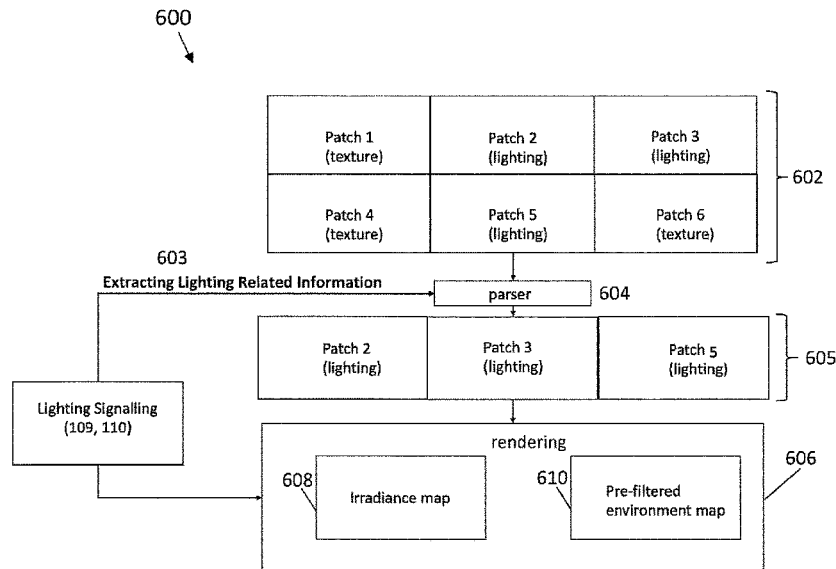 600
Patch 1
(texture)
Patch 2
(lighting)
Patch 3
(lighting)
602
Patch 4
(texture)
Patch 5
(lighting)
Patch 6
(texture)
603
Extracting Lighting Related Information
parser
604
Patch 2
(lighting)
Patch 3
(lighting)
Patch 5
(lighting)
605
Lighting Signalling
(109, 110)
rendering
608
Irradiance map
610
Pre-filtered
environment map
606